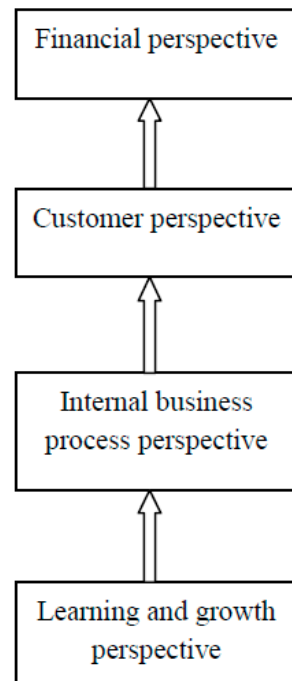 Financial perspective
Customer perspective
Internal business
process perspective
Learning and growth
perspective